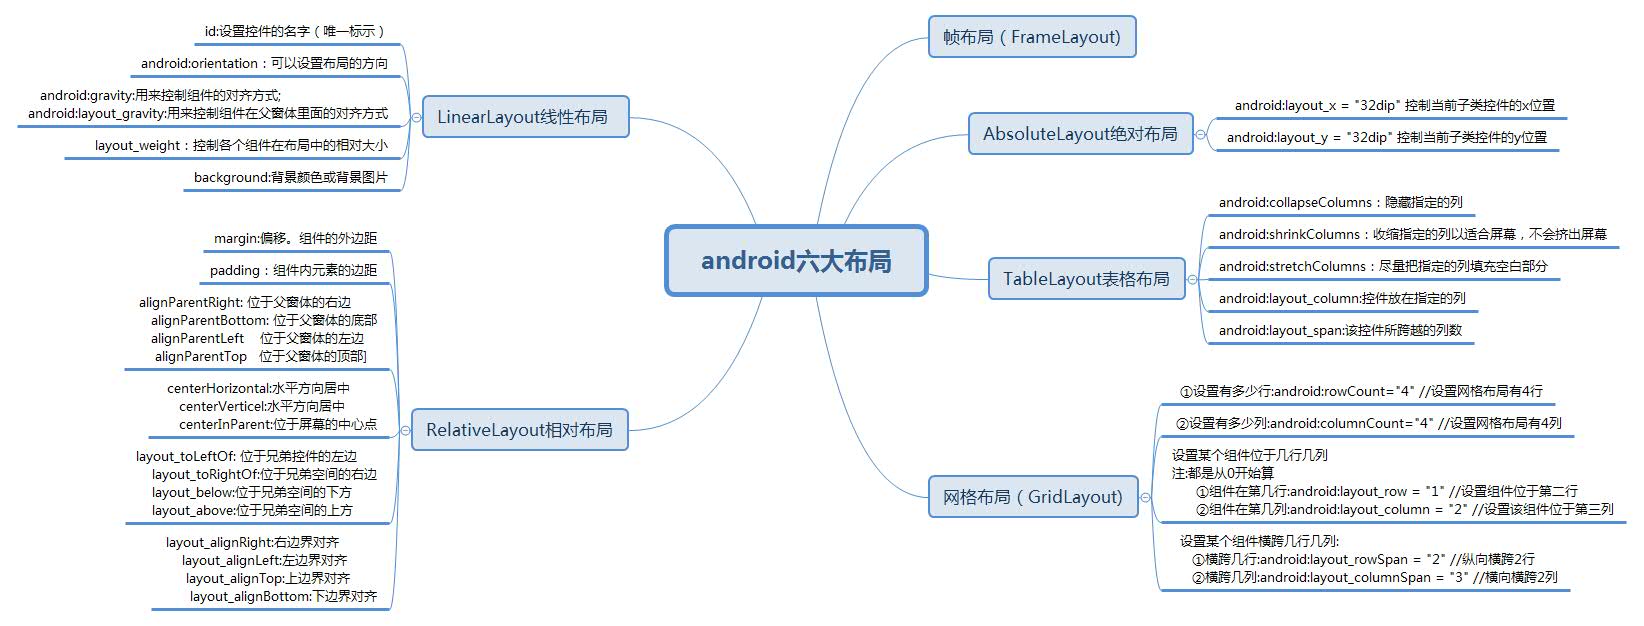 android六大布局
LinearLayout线性布局
id:设置控件的名字（唯一标示）
android:orientation：可以设置布局的方向
android:gravity:用来控制组件的对齐方式;
android:layout_gravity:用来控制组件在父窗体里面的对齐方式
layout_weight：控制各个组件在布局中的相对大小
background:背景颜色或背景图片
RelativeLayout相对布局
margin:偏移。组件的外边距
padding：组件内元素的边距
alignParentRight: 位于父窗体的右边
alignParentBottom: 位于父窗体的底部
alignParentLeft 位于父窗体的左边
alignParentTop 位于父窗体的顶部]
centerHorizontal:水平方向居中
centerVerticel:水平方向居中
centerInParent:位于屏幕的中心点
layout_toLeftOf: 位于兄弟控件的左边
layout_toRightOf:位于兄弟空间的右边
layout_below:位于兄弟空间的下方
layout_above:位于兄弟空间的上方
layout_alignRight:右边界对齐
layout_alignLeft:左边界对齐
layout_alignTop:上边界对齐
layout_alignBottom:下边界对齐
帧布局（FrameLayout)
AbsoluteLayout绝对布局
android:layout_x = "32dip" 控制当前子类控件的x位置
android:layout_y = "32dip" 控制当前子类控件的y位置
TableLayout表格布局
android:collapseColumns：隐藏指定的列
android:shrinkColumns：收缩指定的列以适合屏幕，不会挤出屏幕
android:stretchColumns：尽量把指定的列填充空白部分
android:layout_column:控件放在指定的列
android:layout_span:该控件所跨越的列数
网格布局（GridLayout)
①设置有多少行:android:rowCount="4" //设置网格布局有4行
②设置有多少列:android:columnCount="4" //设置网格布局有4列
设置某个组件位于几行几列
注:都是从0开始算
①组件在第几行:android:layout_row = "1" //设置组件位于第二行
②组件在第几列:android:layout_column = "2" //设置该组件位于第三列
设置某个组件横跨几行几列:
①横跨几行:android:layout_rowSpan = "2" //纵向横跨2行
②横跨几列:android:layout_columnSpan = "3" //横向横跨2列